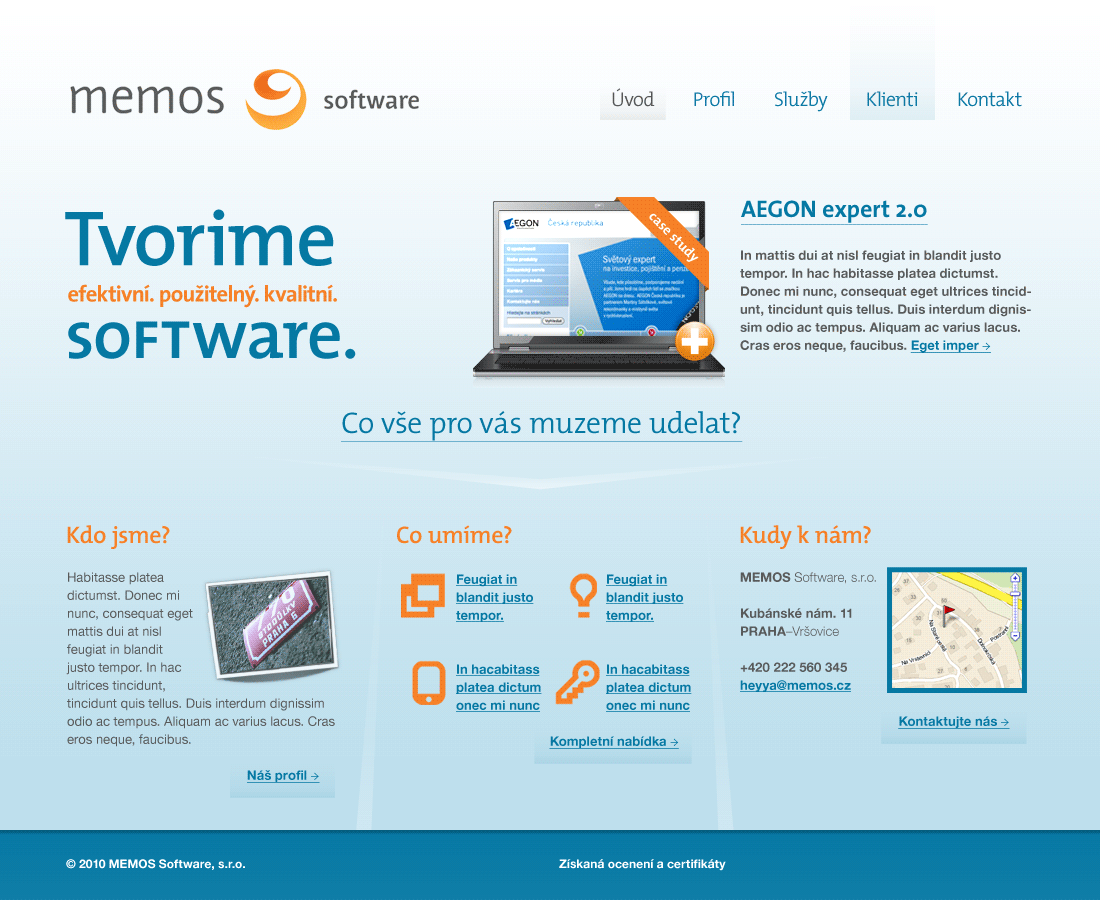 memos software
Úvod Profil Služby Klienti Kontakt
Tvorime
efektivní. použitelný. kvalitní.
soFTware.
AEGON Česká republika
case study
Světový expert
na investice, pojištění a
AEGON expert 2.0
In mattis dui at nisl feugiat in blandit justo
tempor. In hac habitasse platea dictumst.
Donec mi nunc, consequat eget ultrices tincid-
unt, tincidunt quis tellus. Duis interdum dignis-
sim odio ac tempus. Aliquam ac varius lacus.
Cras eros neque, faucibus. Eget imper →
Co vše pro vás muzeme udelat?
Kdo jsme?
Habitasse platea
dictumst. Donec mi
nunc, consequat eget
mattis dui at nisl
feugiat in blandit
justo tempor. In hac
ultrices tincidunt,
tincidunt quis tellus. Duis interdum dignissim
odio ac tempus. Aliquam ac varius lacus. Cras
eros neque, faucibus.
STODŮLKY
PRAHA 5
Náš profil →
Co umíme?
Feugiat in
blandit justo
tempor.
Feugiat in
blandit justo
tempor.
In hacabitass
platea dictum
onec mi nunc
In hacabitass
platea dictum
onec mi nunc
Kompletní nabídka →
Kudy k nám?
MEMOS Software, s.r.o.
Kubánské nám. 11
PRAHA–Vršovice
+420 222 560 345
heyya@memos.cz
Kontaktujte nás →
© 2010 MEMOS Software, s.r.o.
Získaná ocenení a certifikáty